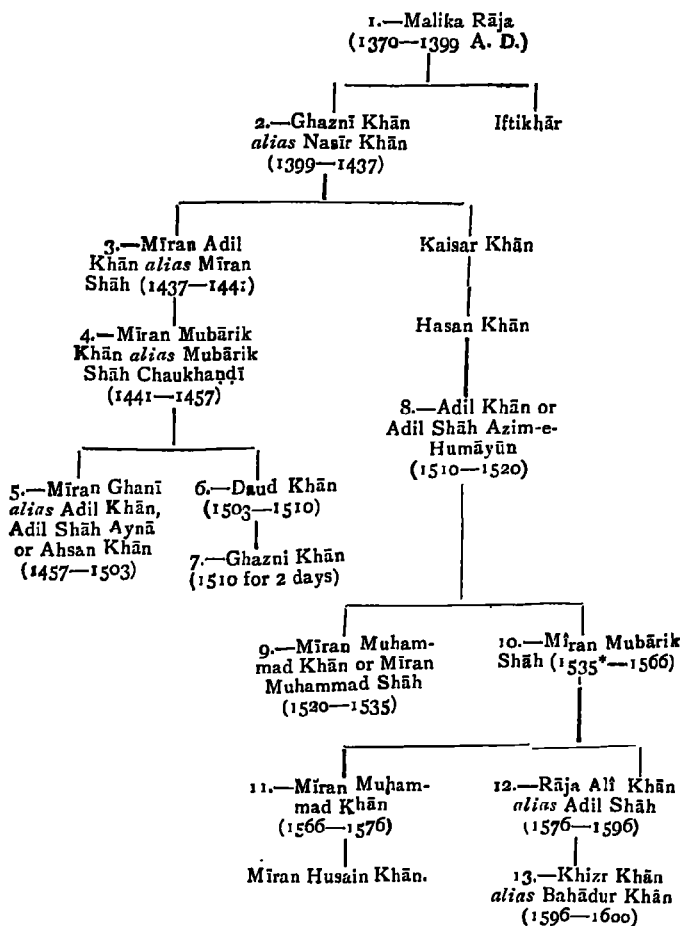 1.—Malika Rāja
(1370—1399 A. D.)
2.—Ghaznī Khān
alias Nasīr Khān
(1399—1437)
Iftikhār
3.—Mīran Adil
Khān alias Mīran
Shāh (1437—1441)
Kaisar Khān
4.—Mīran Mubārik
Khān alias Mubārik
Shāh Chaukhaṇḍī
(1441—1457)
Hasan Khān
8.—Adil Khān or
Adil Shāh Azim-e-
Humāyūn
(1510—1520)
5.—Mīran Ghanī
alias Adil Khān,
Adil Shāh Aynā
or Ahsan Khān
(1457—1503)
6.—Daud Khān
(1503—1510)
7.—Ghazni Khān
(1510 for 2 days)
9.—Mīran Muham-
mad Khān or Mīran
Muhammad Shāh
(1520—1535)
10.—Mîran Mubārik
Shāh (1535*—1566)
11.—Mīran Muḥam-
mad Khān
(1566—1576)
Mīran Husain Khān.
12.—Rāja Alî Khān
alias Adil Shāh
(1576—1596)
13.—Khizr Khān
alias Bahādur Khān
(1596—1600)